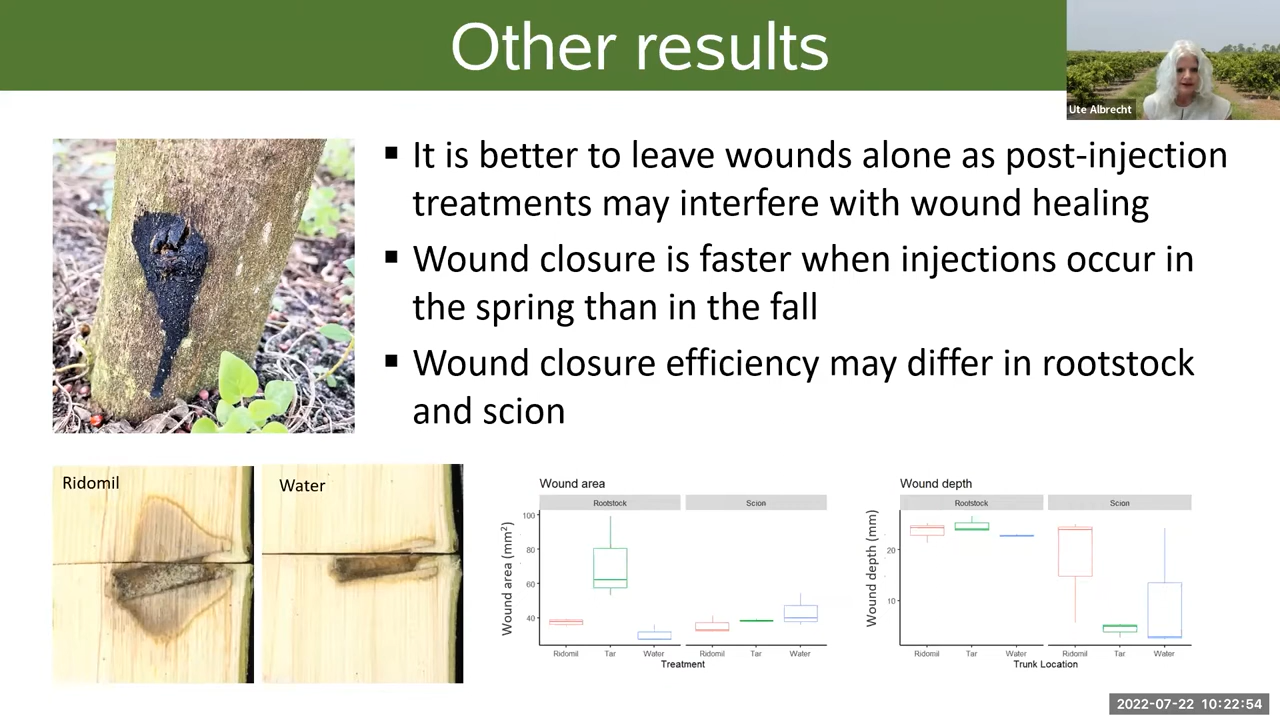 Other results
Ute Albrecht
▪ It is better to leave wounds alone as post-injection
treatments may interfere with wound healing
▪ Wound closure is faster when injections occur in
the spring than in the fall
▪ Wound closure efficiency may differ in rootstock
and scion
Ridomil
Water
Wound area
Rootstock
Scion
Wound area (mm²)
100
80
60
40
Ridomil
Tar
Water
Ridomil
Tar
Water
Treatment
Wound depth
Rootstock
Scion
Wound depth (mm)
20
10
Ridomil
Tar
Water
Ridomil
Tar
Water
Trunk Location
2022-07-22 10:22:54